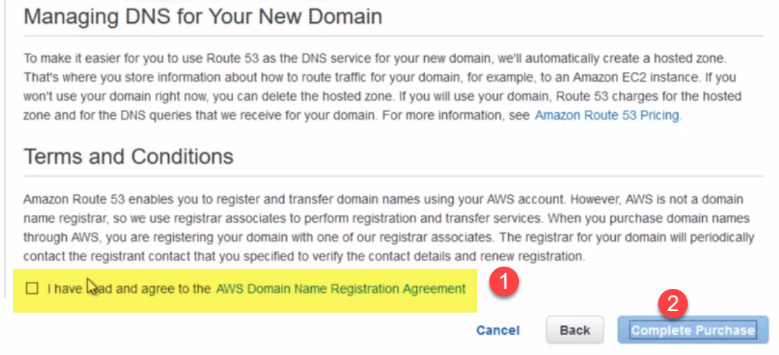 Managing DNS for Your New Domain
To make it easier for you to use Route 53 as the DNS service for your new domain, we'll automatically create a hosted zone.
That's where you store information about how to route traffic for your domain, for example, to an Amazon EC2 instance. If you
won't use your domain right now, you can delete the hosted zone. If you will use your domain, Route 53 charges for the hosted
zone and for the DNS queries that we receive for your domain. For more information, see Amazon Route 53 Pricing.
Terms and Conditions
Amazon Route 53 enables you to register and transfer domain names using your AWS account. However, AWS is not a domain
name registrar, so we use registrar associates to perform registration and transfer services. When you purchase domain names
through AWS, you are registering your domain with one of our registrar associates. The registrar for your domain will periodically
contact the registrant contact that you specified to verify the contact details and renew registration.
I have read and agree to the AWS Domain Name Registration Agreement 1
2
Cancel Back Complete Purchase